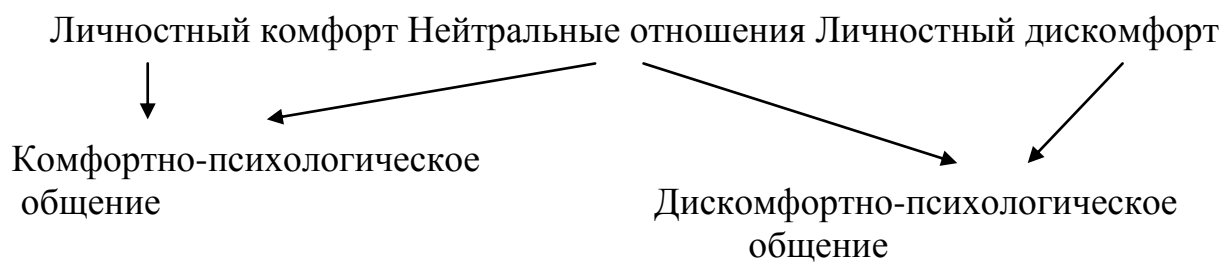 Личностный комфорт Нейтральные отношения Личностный дискомфорт
Комфортно-психологическое
общение
Дискомфортно-психологическое
общение